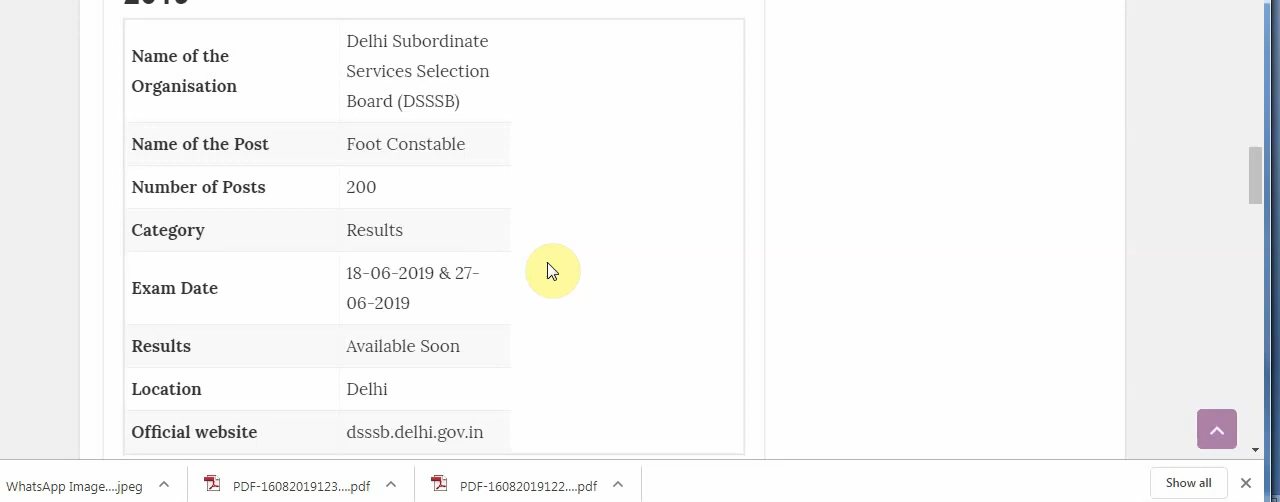 2019
Name of the
Organisation
Delhi Subordinate
Services Selection
Board (DSSSB)
Name of the Post
Foot Constable
Number of Posts
200
Category
Results
Exam Date
18-06-2019 & 27-
06-2019
Results
Available Soon
Location
Delhi
Official website
dsssb.delhi.gov.in
WhatsApp Image....jpeg
PDF-16082019123....pdf
PDF-16082019122....pdf
Show all